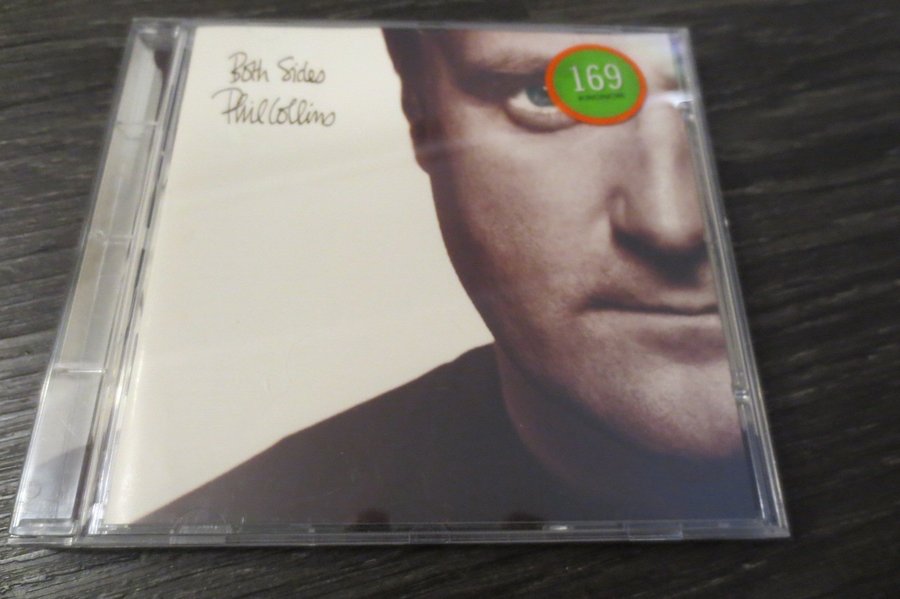 Both Sides
Phil Collins
169